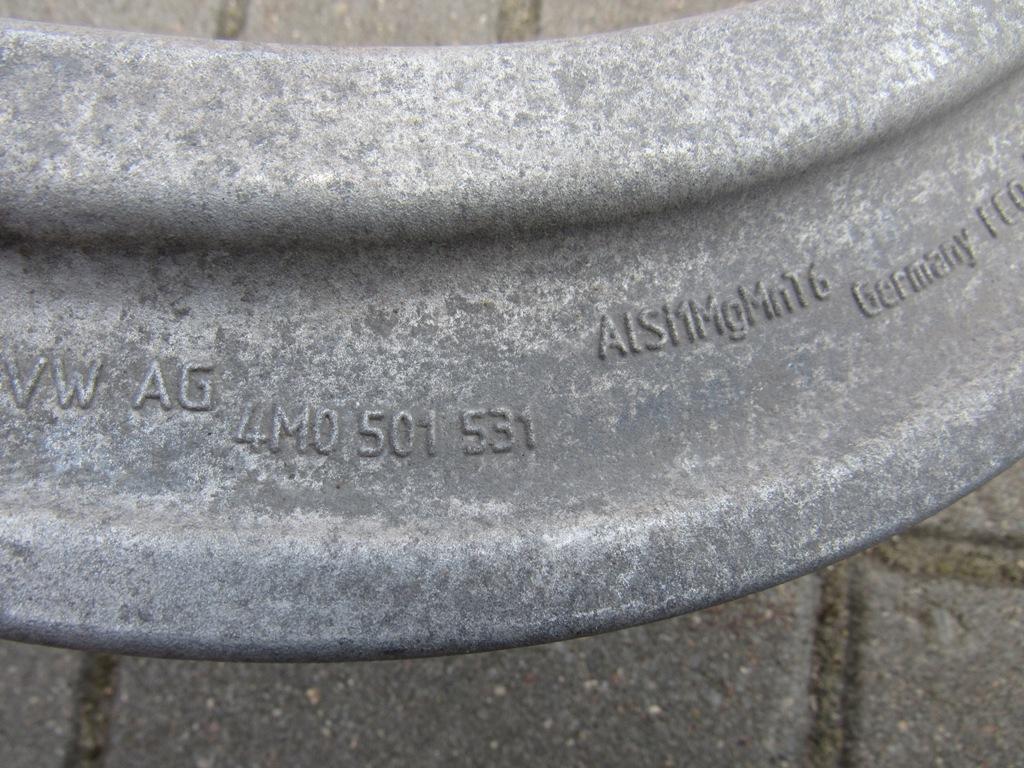 VW AG
4M0 501 531
AlSi1MgMnT6
Germany